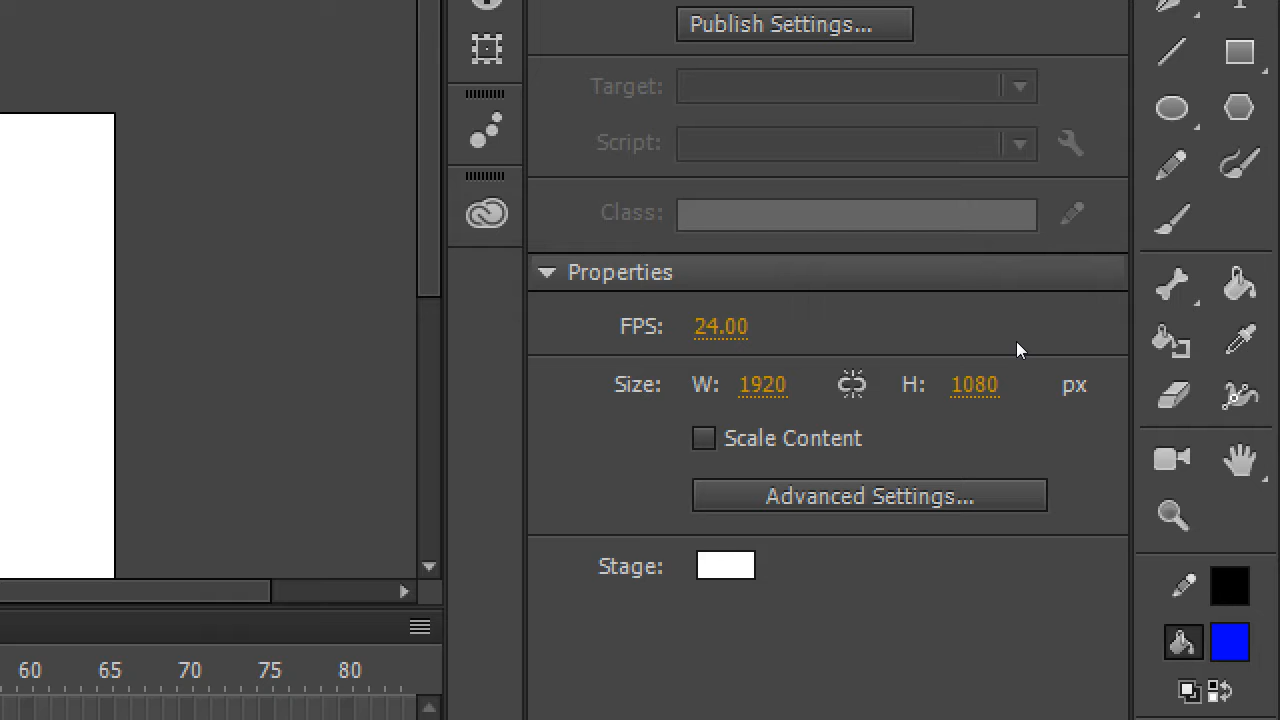 Publish Settings...
Target:
Script:
Class:
Properties
FPS: 24.00
Size: W: 1920 H: 1080 px
Scale Content
Advanced Settings...
Stage:
60 65 70 75 80